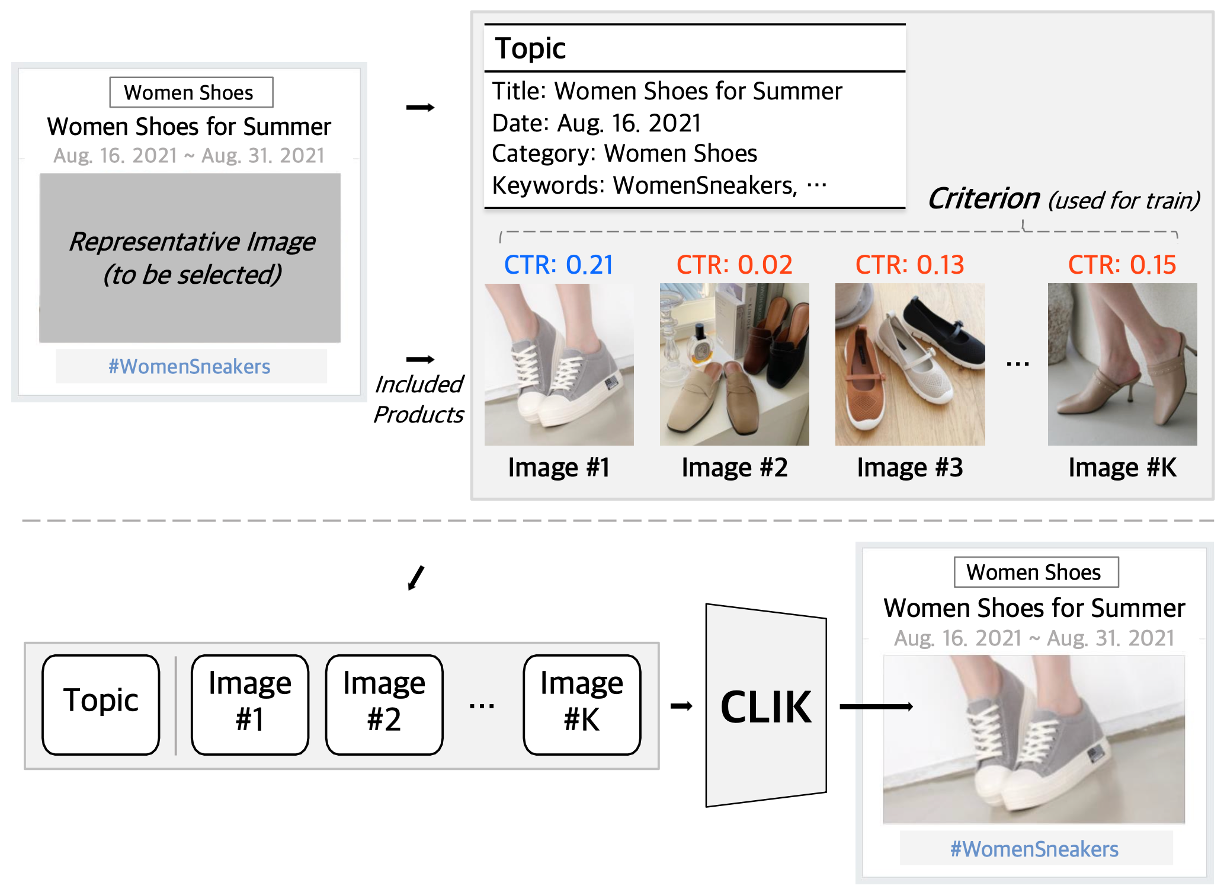 Women Shoes
Women Shoes for Summer
Aug. 16. 2021 ~ Aug. 31. 2021
Representative Image
(to be selected)
#WomenSneakers
Included
Products
Topic
Title: Women Shoes for Summer
Date: Aug. 16. 2021
Category: Women Shoes
Keywords: WomenSneakers, ⋯
Criterion (used for train)
CTR: 0.21
CTR: 0.02
CTR: 0.13
CTR: 0.15
...
Image #1
Image #2
Image #3
Image #K
Topic
Image
#1
Image
#2
...
Image
#K
CLIK
Women Shoes
Women Shoes for Summer
Aug. 16. 2021 ~ Aug. 31. 2021
#WomenSneakers